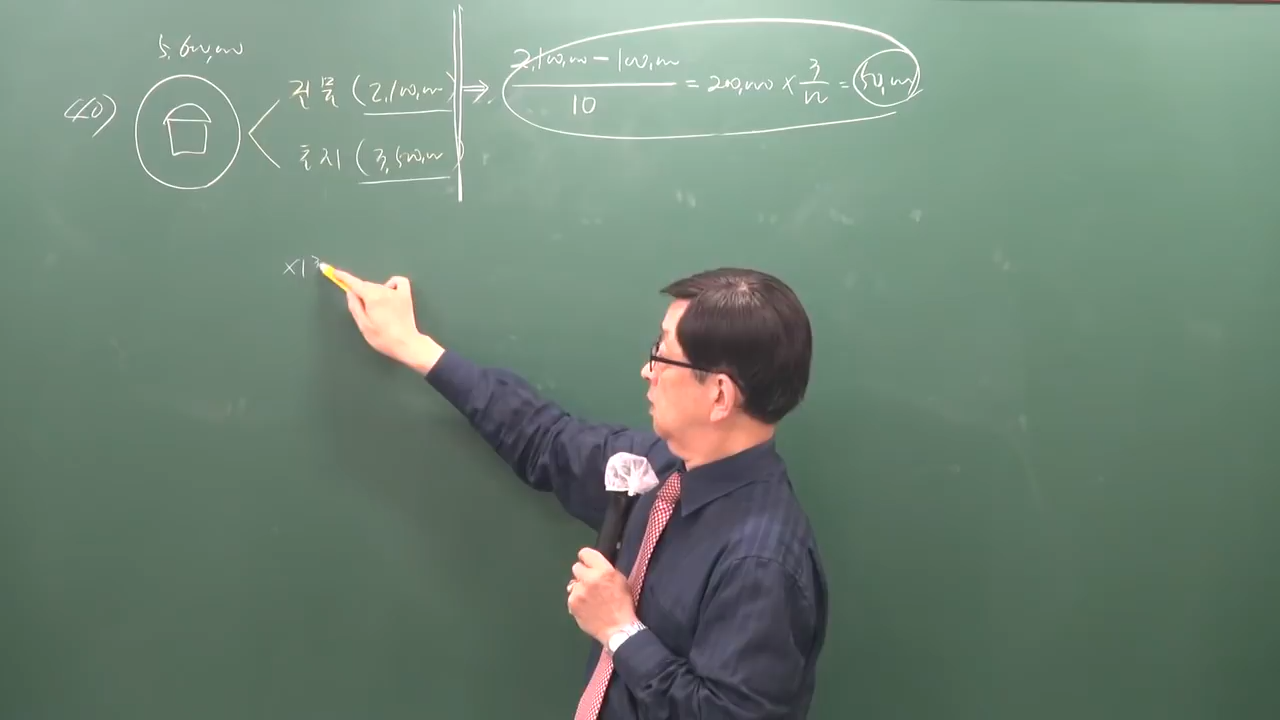 5.600,000
40)
건물 (2,100,000) ⇒
토지 (3,500,000)
2,100,000 - 100,000
10
= 200,000 × 3/12 = 50,000
×1